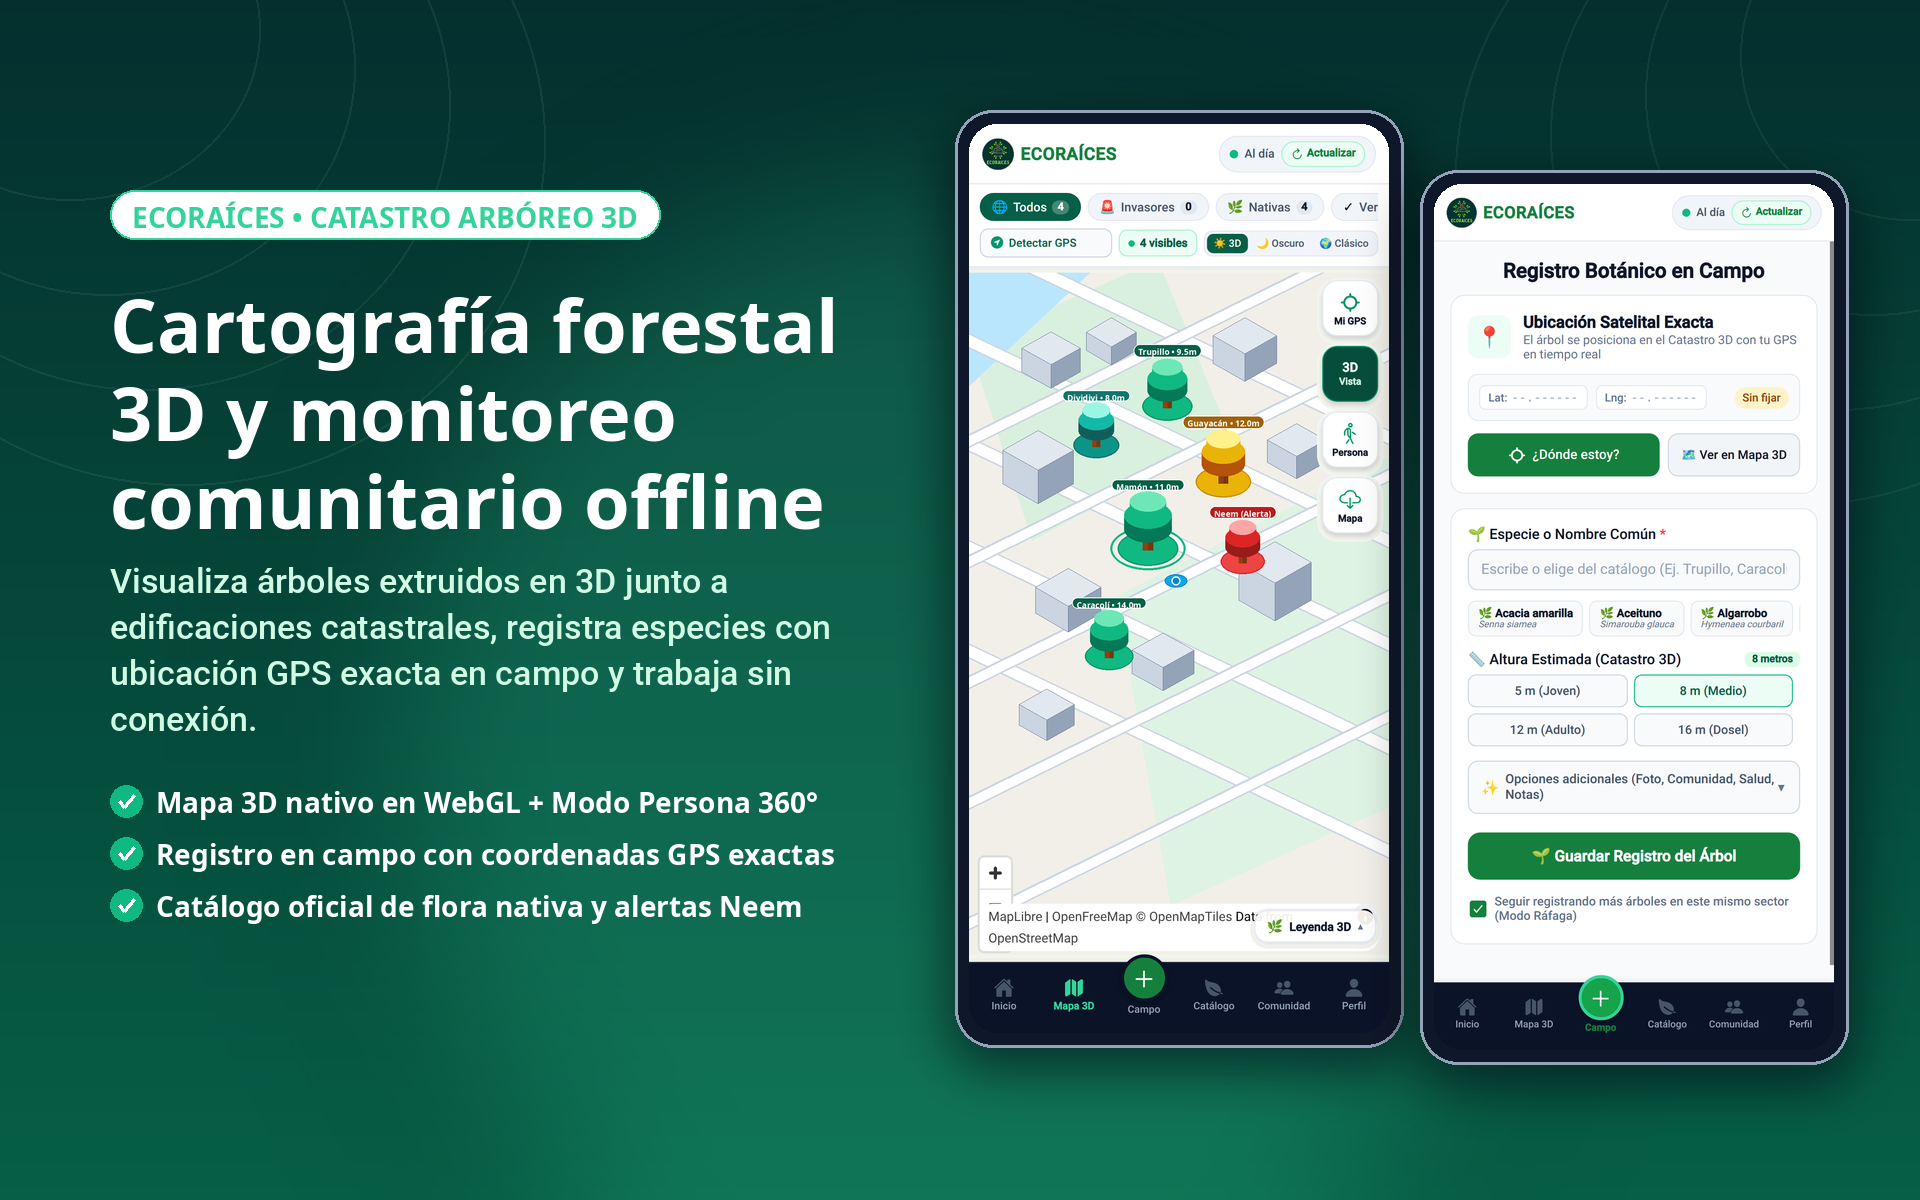 ECORAÍCES • CATASTRO ARBÓREO 3D
Cartografía forestal
3D y monitoreo
comunitario offline
Visualiza árboles extruidos en 3D junto a
edificaciones catastrales, registra especies con
ubicación GPS exacta en campo y trabaja sin
conexión.
Mapa 3D nativo en WebGL + Modo Persona 360°
Registro en campo con coordenadas GPS exactas
Catálogo oficial de flora nativa y alertas Neem
ECORAÍCES
Al día
Actualizar
Todos 4
Invasores 0
Nativas 4
✓ Ver
Detectar GPS
4 visibles
3D
Oscuro
Clásico
Mi GPS
3D
Vista
Persona
Mapa
Trupillo • 9.5m
Dividivi • 8.0m
Guayacán • 12.0m
Mamón • 11.0m
Neem (Alerta)
Caracolí • 14.0m
+
MapLibre | OpenFreeMap © OpenMapTiles Data from
OpenStreetMap
Leyenda 3D
Inicio
Mapa 3D
Campo
Catálogo
Comunidad
Perfil
ECORAÍCES
Al día
Actualizar
Registro Botánico en Campo
Ubicación Satelital Exacta
El árbol se posiciona en el Catastro 3D con tu GPS
en tiempo real
Lat: --.------
Lng: --.------
Sin fijar
¿Dónde estoy?
Ver en Mapa 3D
Especie o Nombre Común *
Escribe o elige del catálogo (Ej. Trupillo, Caracol
Acacia amarilla
Senna siamea
Aceituno
Simarouba glauca
Algarrobo
Hymenaea courbaril
Altura Estimada (Catastro 3D)
8 metros
5 m (Joven)
8 m (Medio)
12 m (Adulto)
16 m (Dosel)
Opciones adicionales (Foto, Comunidad, Salud,
Notas)
Guardar Registro del Árbol
Seguir registrando más árboles en este mismo sector
(Modo Ráfaga)
Inicio
Mapa 3D
Campo
Catálogo
Comunidad
Perfil